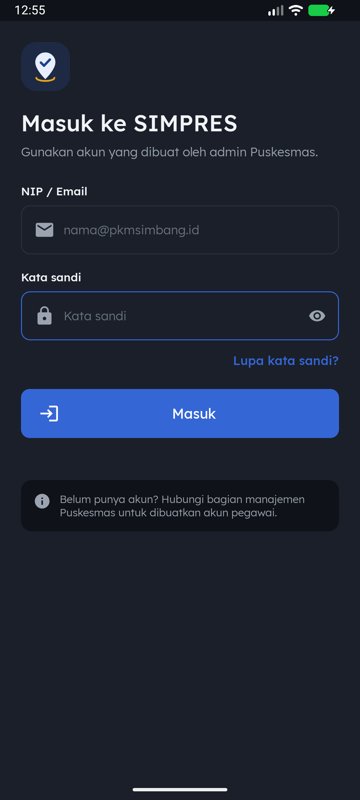 12:55
Masuk ke SIMPRES
Gunakan akun yang dibuat oleh admin Puskesmas.
NIP / Email
nama@pkmsimbang.id
Kata sandi
Kata sandi
Lupa kata sandi?
Masuk
Belum punya akun? Hubungi bagian manajemen
Puskesmas untuk dibuatkan akun pegawai.